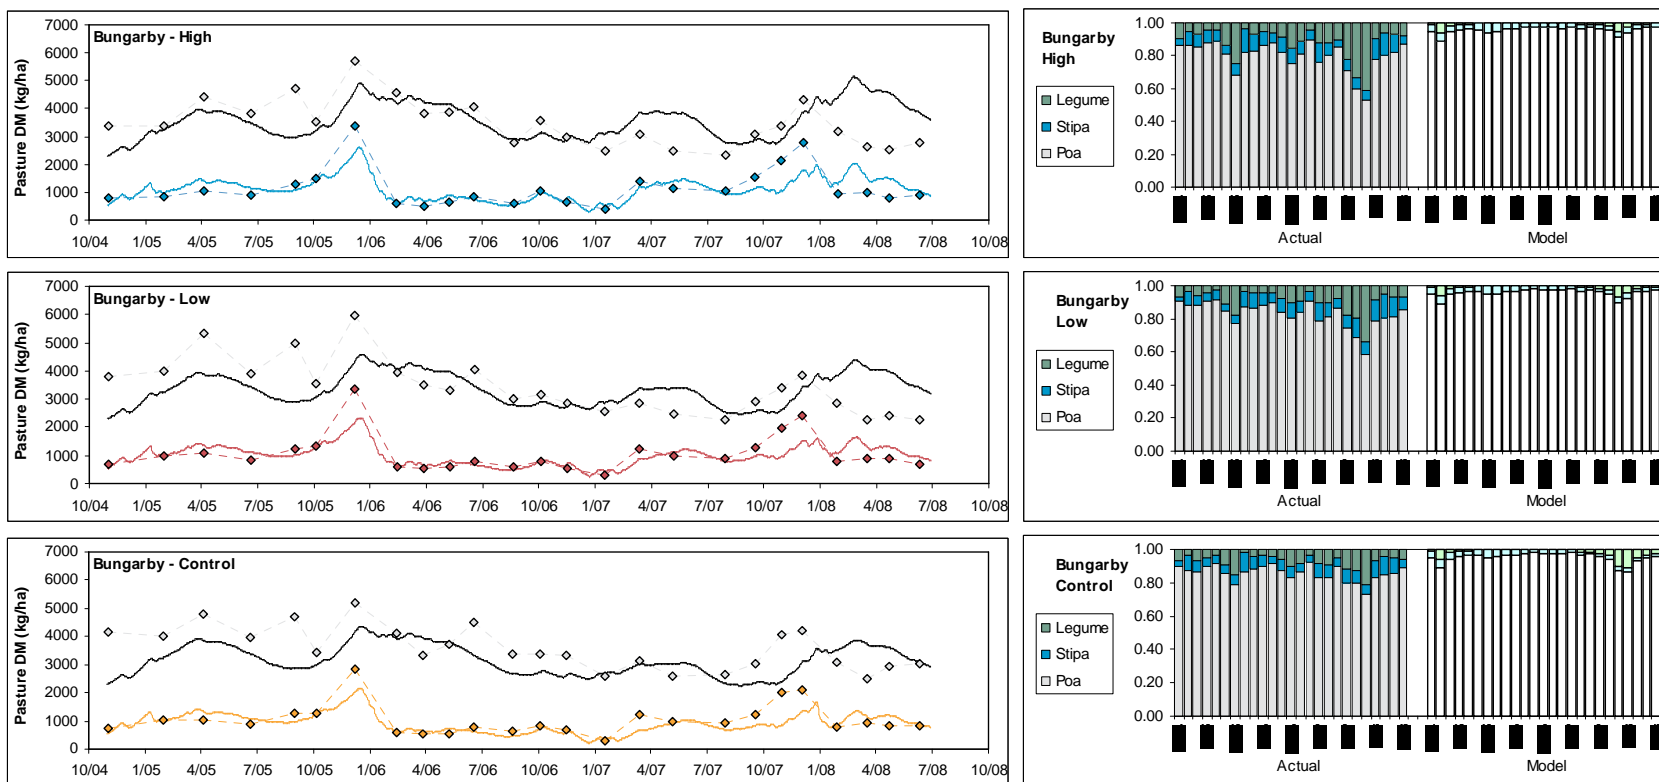 Bungarby - High
Pasture DM (kg/ha)
7000
6000
5000
4000
3000
2000
1000
0
10/04 1/05 4/05 7/05 10/05 1/06 4/06 7/06 10/06 1/07 4/07 7/07 10/07 1/08 4/08 7/08 10/08
Bungarby
High
Legume
Stipa
Poa
1.00
0.80
0.60
0.40
0.20
0.00
Actual Model
Bungarby - Low
Pasture DM (kg/ha)
7000
6000
5000
4000
3000
2000
1000
0
10/04 1/05 4/05 7/05 10/05 1/06 4/06 7/06 10/06 1/07 4/07 7/07 10/07 1/08 4/08 7/08 10/08
Bungarby
Low
Legume
Stipa
Poa
1.00
0.80
0.60
0.40
0.20
0.00
Actual Model
Bungarby - Control
Pasture DM (kg/ha)
7000
6000
5000
4000
3000
2000
1000
0
10/04 1/05 4/05 7/05 10/05 1/06 4/06 7/06 10/06 1/07 4/07 7/07 10/07 1/08 4/08 7/08 10/08
Bungarby
Control
Legume
Stipa
Poa
1.00
0.80
0.60
0.40
0.20
0.00
Actual Model